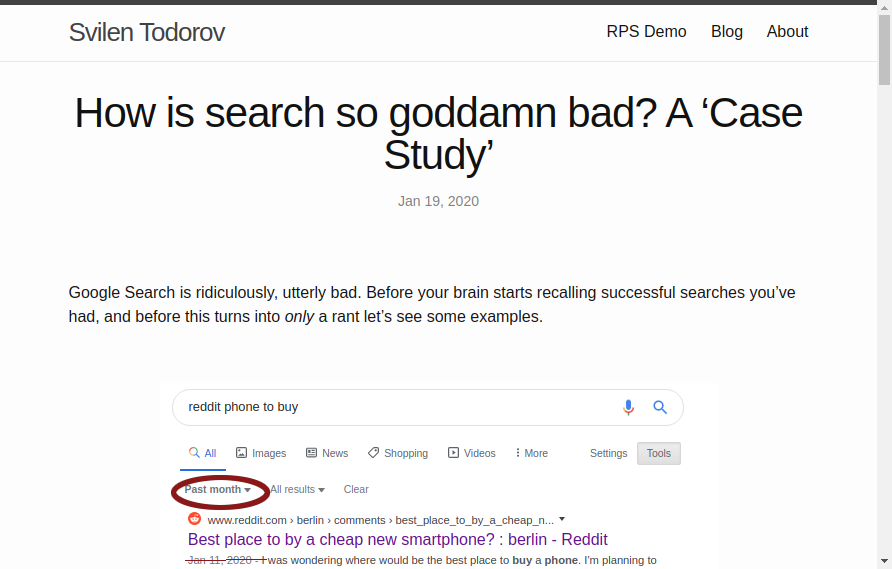 Svilen Todorov
RPS Demo Blog About
How is search so goddamn bad? A ‘Case
Study’
Jan 19, 2020
Google Search is ridiculously, utterly bad. Before your brain starts recalling successful searches you’ve
had, and before this turns into only a rant let’s see some examples.
reddit phone to buy
All Images News Shopping Videos More Settings Tools
Past month All results Clear
www.reddit.com › berlin › comments › best_place_to_by_a_cheap_n...
Best place to by a cheap new smartphone? : berlin - Reddit
Jan 11, 2020 - I was wondering where would be the best place to buy a phone. I'm planning to